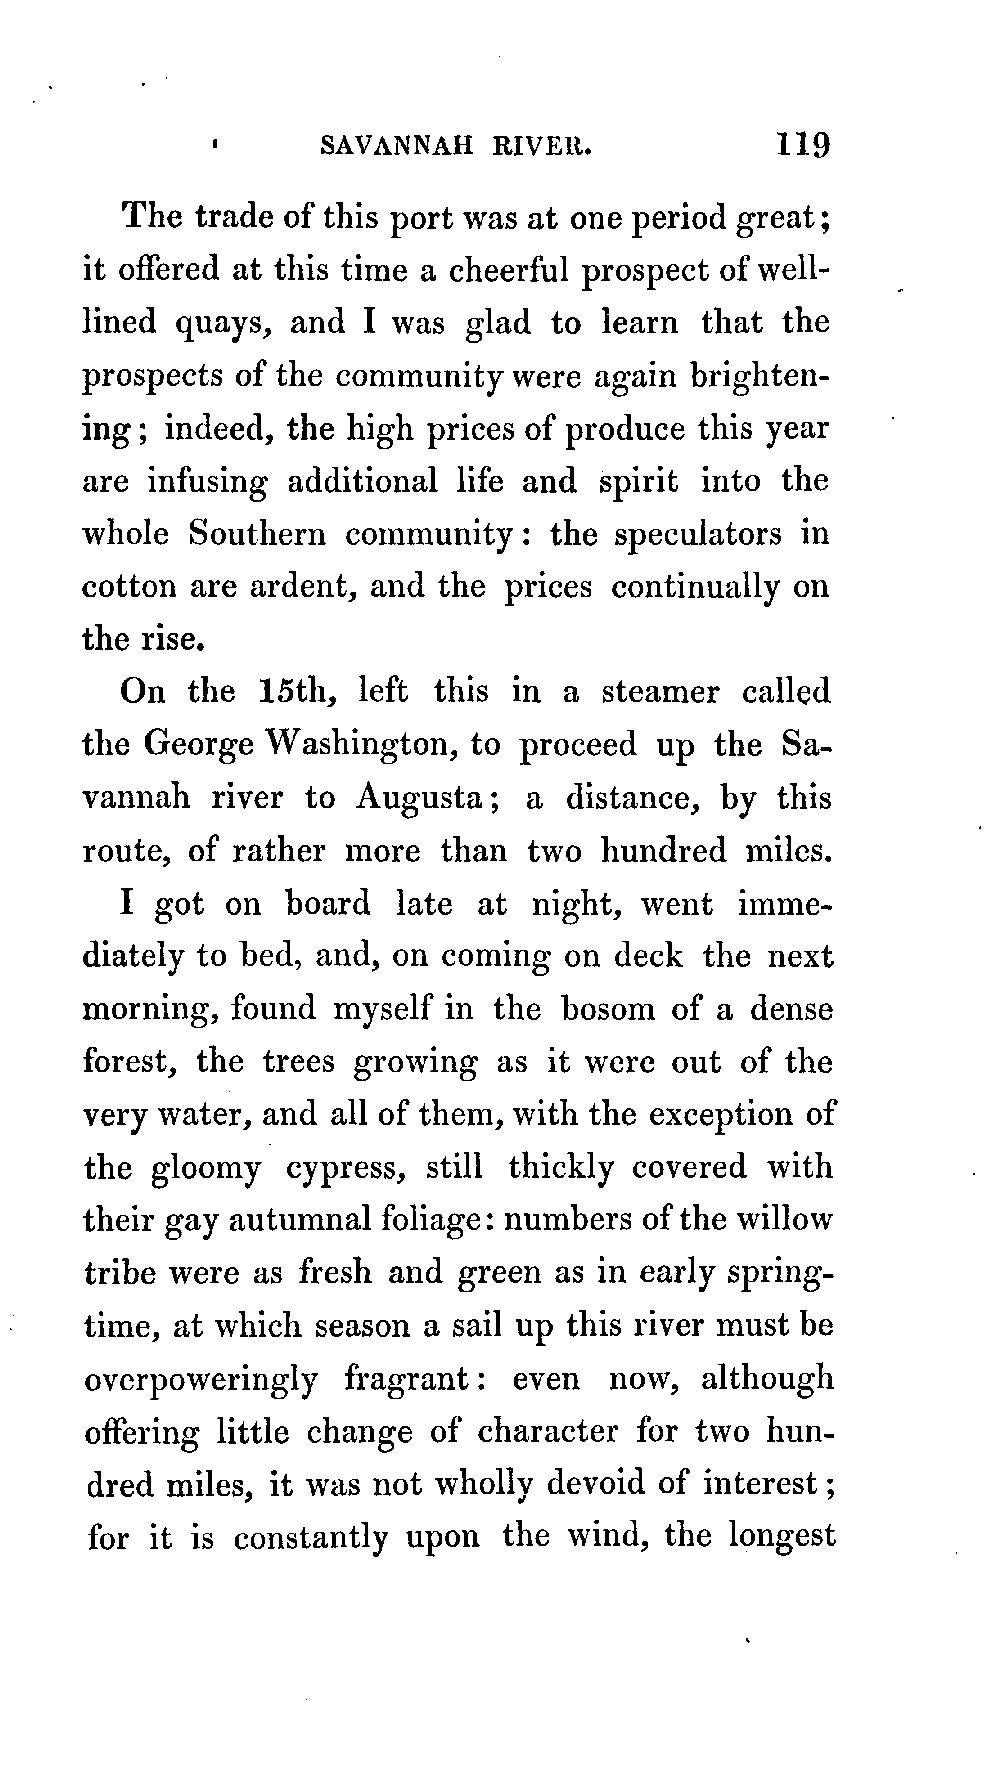 SAVANNAH RIVER. 119
The trade of this port was at one period great;
it offered at this time a cheerful prospect of well-
lined quays, and I was glad to learn that the
prospects of the community were again brighten-
ing; indeed, the high prices of produce this year
are infusing additional life and spirit into the
whole Southern community: the speculators in
cotton are ardent, and the prices continually on
the rise.
On the 15th, left this in a steamer called
the George Washington, to proceed up the Sa-
vannah river to Augusta; a distance, by this
route, of rather more than two hundred miles.
I got on board late at night, went imme-
diately to bed, and, on coming on deck the next
morning, found myself in the bosom of a dense
forest, the trees growing as it were out of the
very water, and all of them, with the exception of
the gloomy cypress, still thickly covered with
their gay autumnal foliage: numbers of the willow
tribe were as fresh and green as in early spring-
time, at which season a sail up this river must be
overpoweringly fragrant: even now, although
offering little change of character for two hun-
dred miles, it was not wholly devoid of interest;
for it is constantly upon the wind, the longest